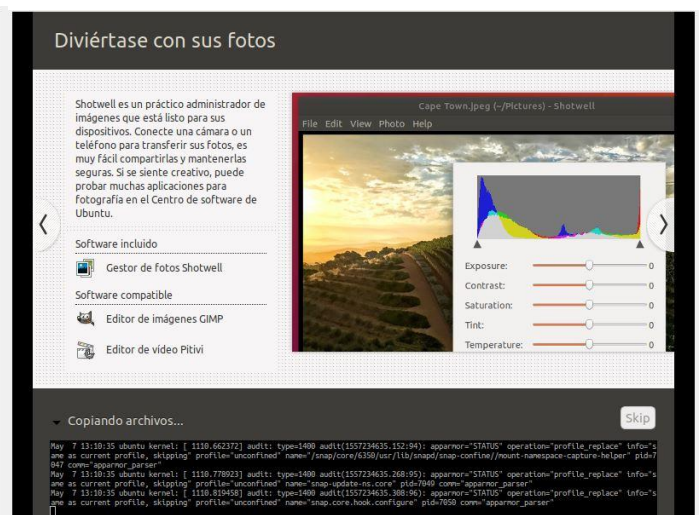 Diviértase con sus fotos
Shotwell es un práctico administrador de
imágenes que está listo para sus
dispositivos. Conecte una cámara o un
teléfono para transferir sus fotos, es
muy fácil compartirlas y mantenerlas
seguras. Si se siente creativo, puede
probar muchas aplicaciones para
fotografía en el Centro de software de
Ubuntu.
Software incluido
Gestor de fotos Shotwell
Software compatible
Editor de imágenes GIMP
Editor de vídeo Pitivi
Cape Town.jpeg (~/Pictures) - Shotwell
File Edit View Photo Help
Exposure: 0
Contrast: 0
Saturation: 0
Tint: 0
Temperature: 0
Copiando archivos...
Skip
May 7 13:10:35 ubuntu kernel: [ 1110.662372] audit: type=1400 audit(1557234635.152:94): apparmor="STATUS" operation="profile_replace" info="s
ame as current profile, skipping" profile="unconfined" name="/snap/core/6350/usr/lib/snapd/snap-confine//mount-namespace-capture-helper" pid=7
047 comm="apparmor_parser"
May 7 13:10:35 ubuntu kernel: [ 1110.778923] audit: type=1400 audit(1557234635.268:95): apparmor="STATUS" operation="profile_replace" info="s
ame as current profile, skipping" profile="unconfined" name="snap-update-ns.core" pid=7049 comm="apparmor_parser"
May 7 13:10:35 ubuntu kernel: [ 1110.819458] audit: type=1400 audit(1557234635.308:96): apparmor="STATUS" operation="profile_replace" info="s
ame as current profile, skipping" profile="unconfined" name="snap.core.hook.configure" pid=7050 comm="apparmor_parser"